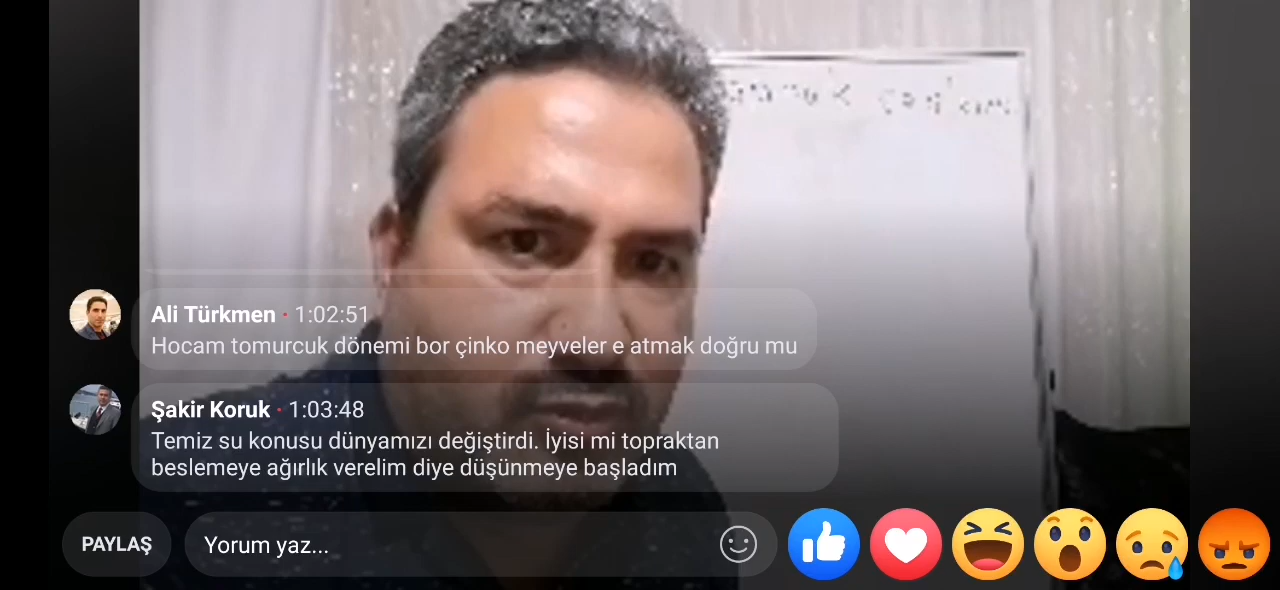 Ali Türkmen · 1:02:51
Hocam tomurcuk dönemi bor çinko meyveler e atmak doğru mu
Şakir Koruk · 1:03:48
Temiz su konusu dünyamızı değiştirdi. İyisi mi topraktan
beslemeye ağırlık verelim diye düşünmeye başladım
PAYLAŞ
Yorum yaz...